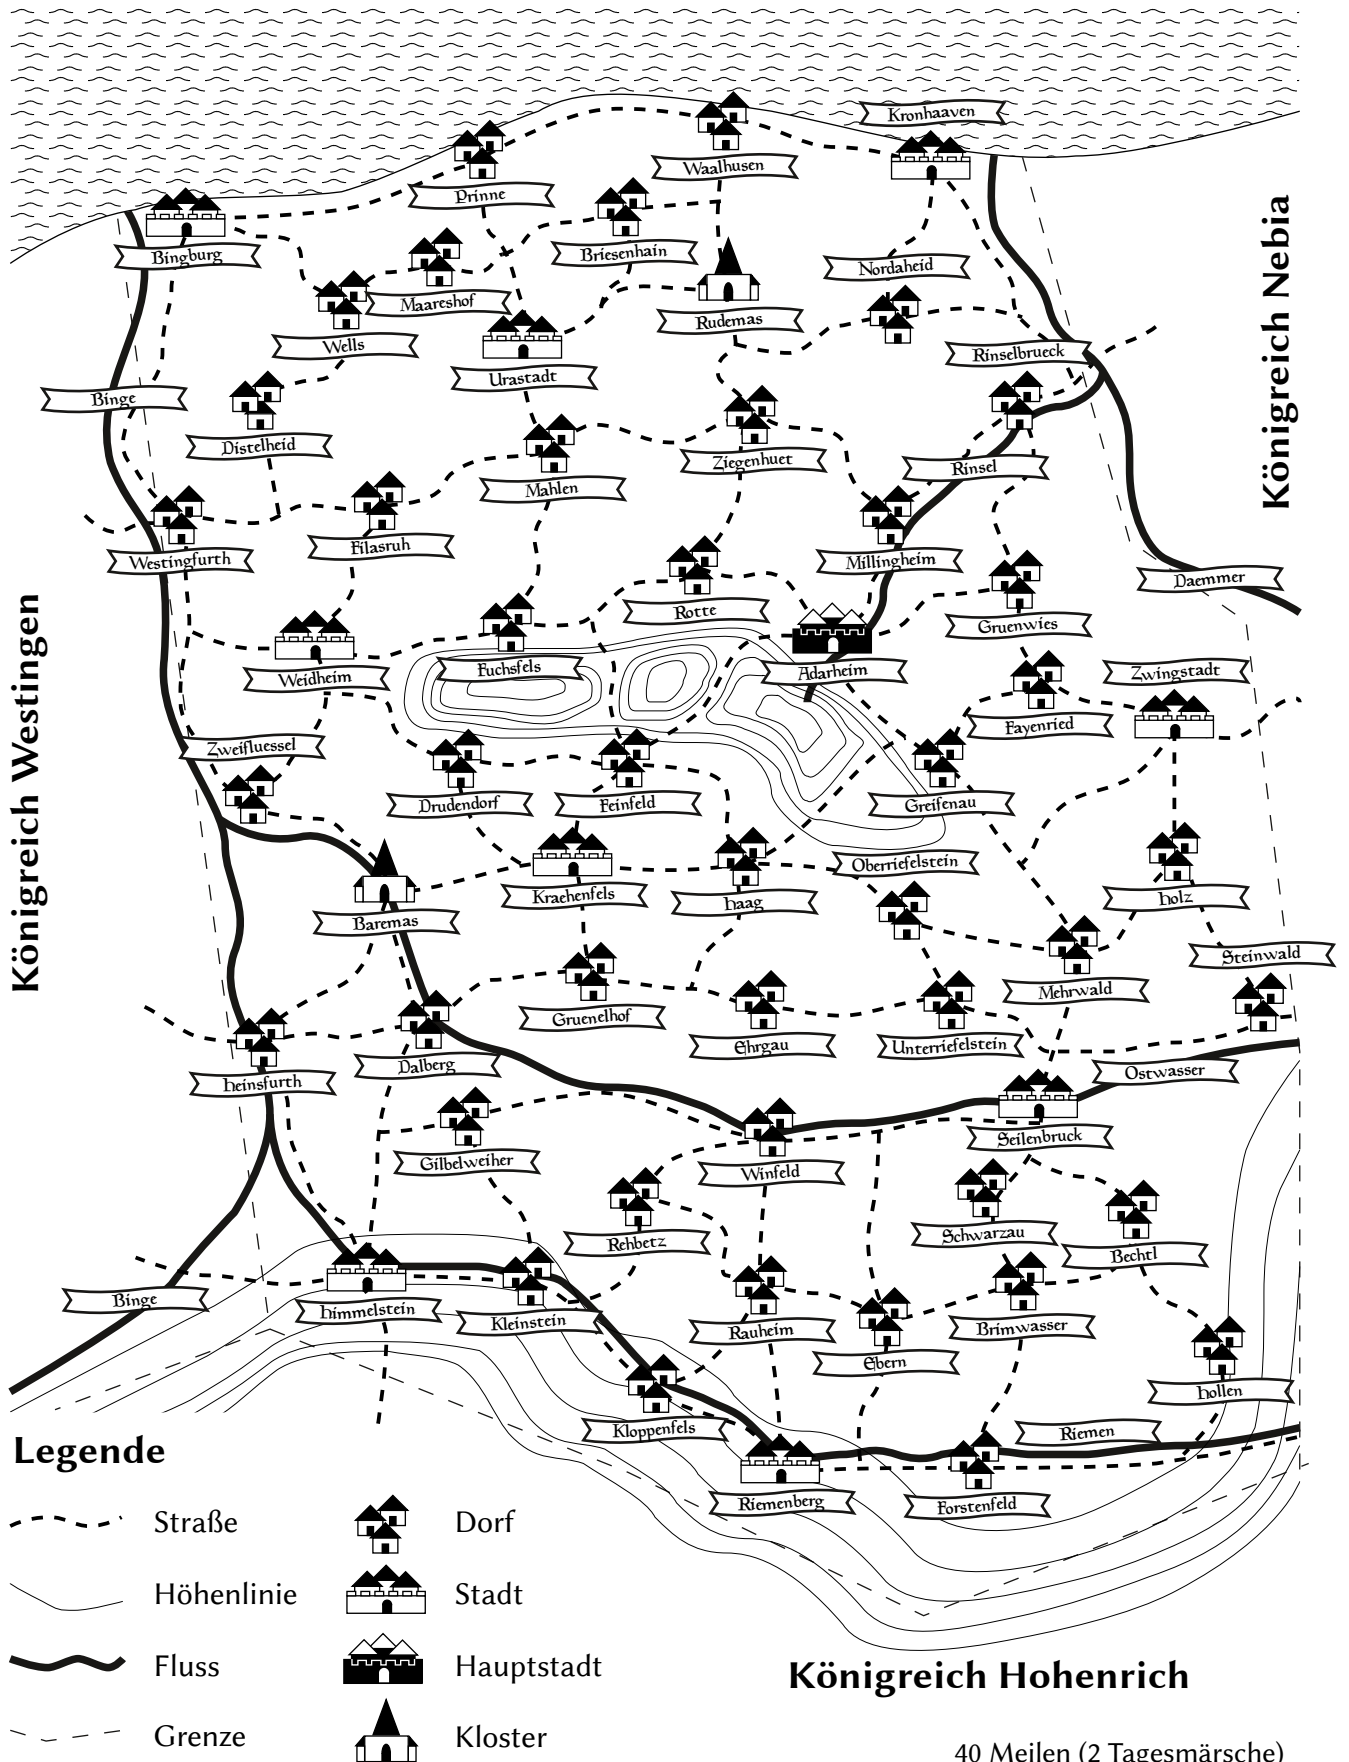 Kronhaaven
Waalhusen
Prinne
Bingburg
Briesenhain
Nordaheid
Maareshof
Rudemas
Wells
Rinselbrueck
Urastadt
Binge
Distelheid
Ziegenhuet
Rinsel
Mahlen
Filasruh
Westingfurth
Millingheim
Daemmer
Rotte
Gruenwies
Fuchsfels
Adarheim
Zwingstadt
Weidheim
Fayenried
Zweifluessel
Drudendorf
Feinfeld
Greifenau
Oberriefelstein
Kraehenfels
Haag
Holz
Baremas
Steinwald
Mehrwald
Gruenelhof
Ehrgau
Unterriefelstein
Dalberg
Ostwasser
Heinsfurth
Seilenbruck
Gilbelweiher
Winfeld
Schwarzau
Rehbetz
Bechtl
Binge
Himmelstein
Kleinstein
Rauheim
Brimwasser
Ebern
Hollen
Kloppenfels
Riemen
Riemenberg
Forstenfeld
Königreich Westingen
Königreich Nebia
Königreich Hohenrich
Legende
Straße
Dorf
Höhenlinie
Stadt
Fluss
Hauptstadt
Grenze
Kloster
40 Meilen (2 Tagesmärsche)